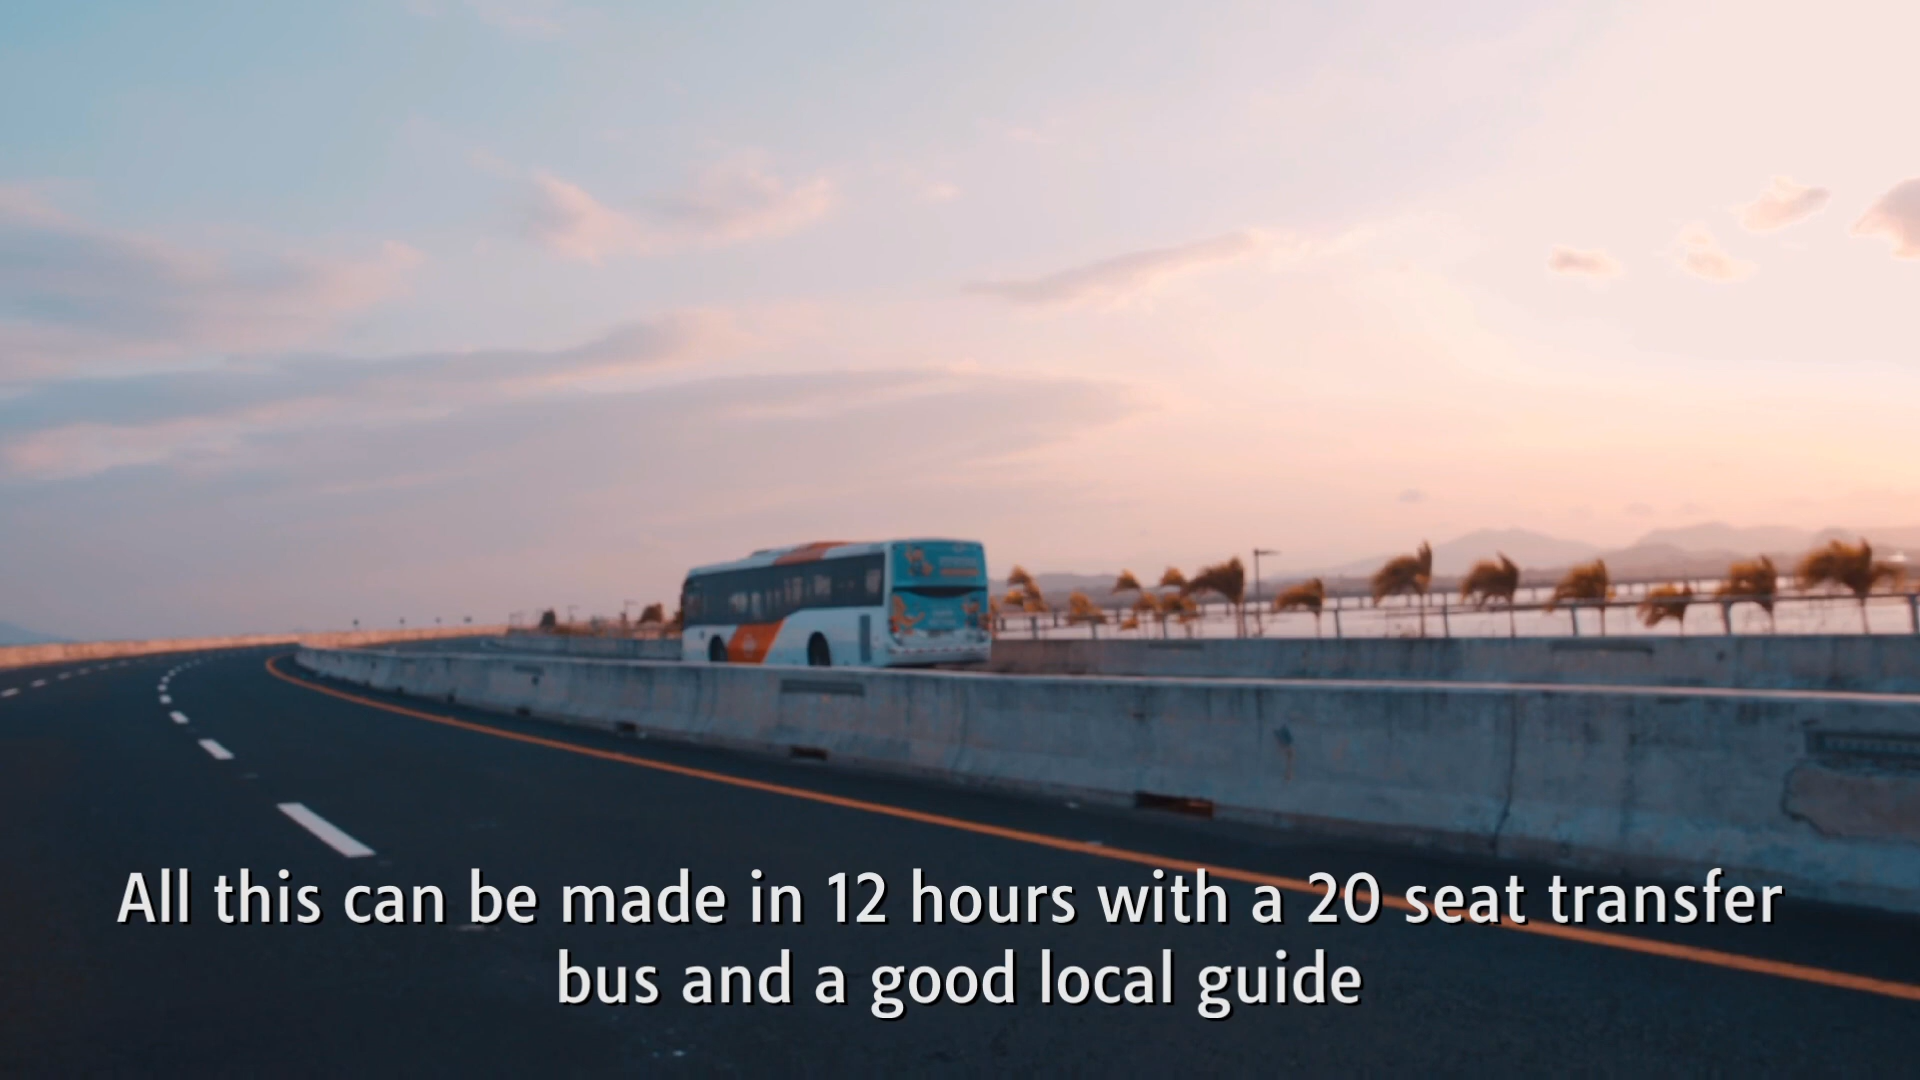 All this can be made in 12 hours with a 20 seat transfer
bus and a good local guide